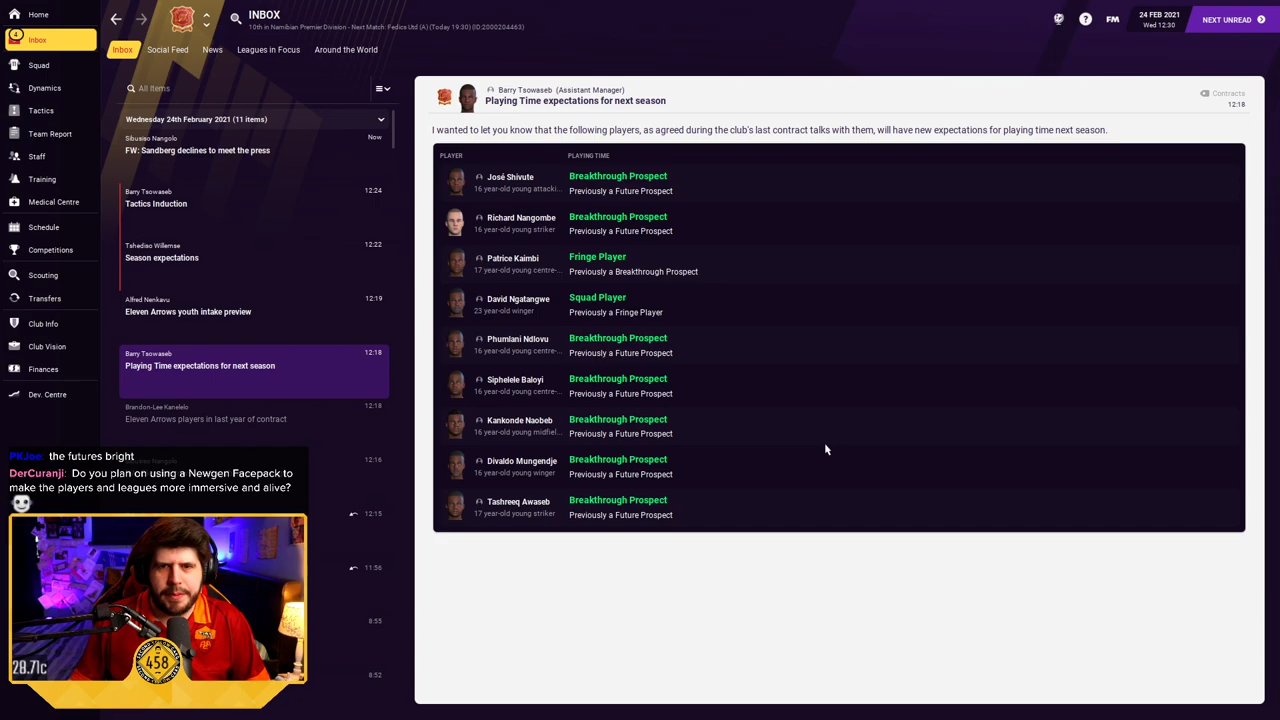 Home
4
Inbox
Squad
Dynamics
Tactics
Team Report
Staff
Training
Medical Centre
Schedule
Competitions
Scouting
Transfers
Club Info
Club Vision
Finances
Dev. Centre
INBOX
10th in Namibian Premier Division - Next Match: Fedics Utd (A) (Today 19:30) (ID:2000204463)
FM
24 FEB 2021
Wed 12:30
NEXT UNREAD
Inbox Social Feed News Leagues in Focus Around the World
All Items
Wednesday 24th February 2021 (11 items)
Sibusiso Nangolo Now
FW: Sandberg declines to meet the press
Barry Tsowaseb 12:24
Tactics Induction
Tshediso Willemse 12:22
Season expectations
Alfred Nenkavu 12:19
Eleven Arrows youth intake preview
Barry Tsowaseb 12:18
Playing Time expectations for next season
Brandon-Lee Kanelelo 12:18
Eleven Arrows players in last year of contract
12:16
12:15
11:56
8:55
8:52
Barry Tsowaseb (Assistant Manager)
Playing Time expectations for next season
Contracts
12:18
I wanted to let you know that the following players, as agreed during the club's last contract talks with them, will have new expectations for playing time next season.
PLAYER PLAYING TIME
José Shivute Breakthrough Prospect
16 year-old young attacki... Previously a Future Prospect
Richard Nangombe Breakthrough Prospect
16 year-old young striker Previously a Future Prospect
Patrice Kaimbi Fringe Player
17 year-old young centre-... Previously a Breakthrough Prospect
David Ngatangwe Squad Player
23 year-old winger Previously a Fringe Player
Phumlani Ndlovu Breakthrough Prospect
16 year-old young centre-... Previously a Future Prospect
Siphelele Baloyi Breakthrough Prospect
16 year-old young centre-... Previously a Future Prospect
Kankonde Naobeb Breakthrough Prospect
16 year-old young midfiel... Previously a Future Prospect
Divaldo Mungendje Breakthrough Prospect
16 year-old young winger Previously a Future Prospect
Tashreeq Awaseb Breakthrough Prospect
17 year-old young striker Previously a Future Prospect
PKJoe: the futures bright
DerCuranji: Do you plan on using a Newgen Facepack to
make the players and leagues more immersive and alive?
28.71c
458